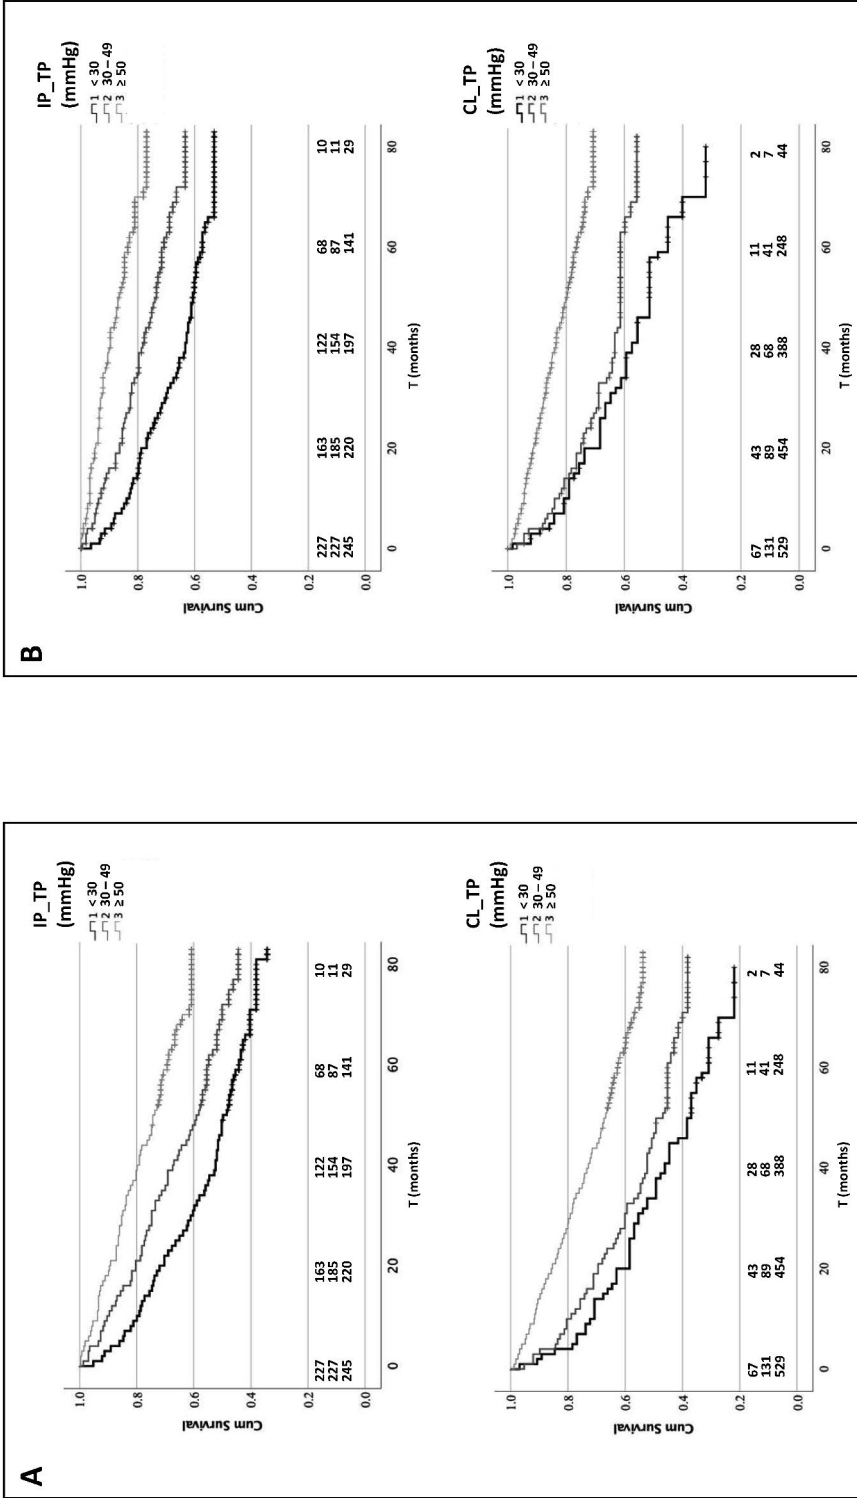 A
IP_TP
(mmHg)
1 < 30
2 30 – 49
3 ≥ 50
Cum Survival
1.0
0.8
0.6
0.4
0.2
0.0
227 163 122 68 10
227 185 154 87 11
245 220 197 141 29
0 20 40 60 80
T (months)
CL_TP
(mmHg)
1 < 30
2 30 – 49
3 ≥ 50
Cum Survival
1.0
0.8
0.6
0.4
0.2
0.0
67 43 28 11 2
131 89 68 41 7
529 454 388 248 44
0 20 40 60 80
T (months)
B
IP_TP
(mmHg)
1 < 30
2 30 – 49
3 ≥ 50
Cum Survival
1.0
0.8
0.6
0.4
0.2
0.0
227 163 122 68 10
227 185 154 87 11
245 220 197 141 29
0 20 40 60 80
T (months)
CL_TP
(mmHg)
1 < 30
2 30 – 49
3 ≥ 50
Cum Survival
1.0
0.8
0.6
0.4
0.2
0.0
67 43 28 11 2
131 89 68 41 7
529 454 388 248 44
0 20 40 60 80
T (months)